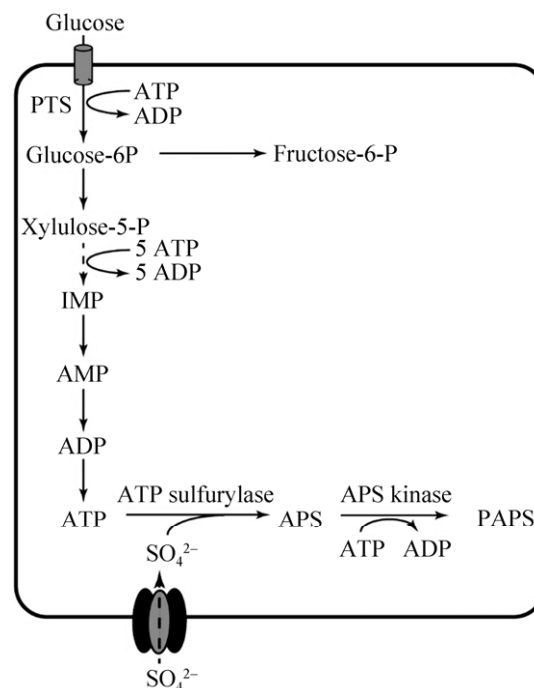 Glucose
PTS
ATP
ADP
Glucose-6P
Fructose-6-P
Xylulose-5-P
5 ATP
5 ADP
IMP
AMP
ADP
ATP
ATP sulfurylase
APS
APS kinase
PAPS
ATP
ADP
SO₄²⁻
SO₄²⁻